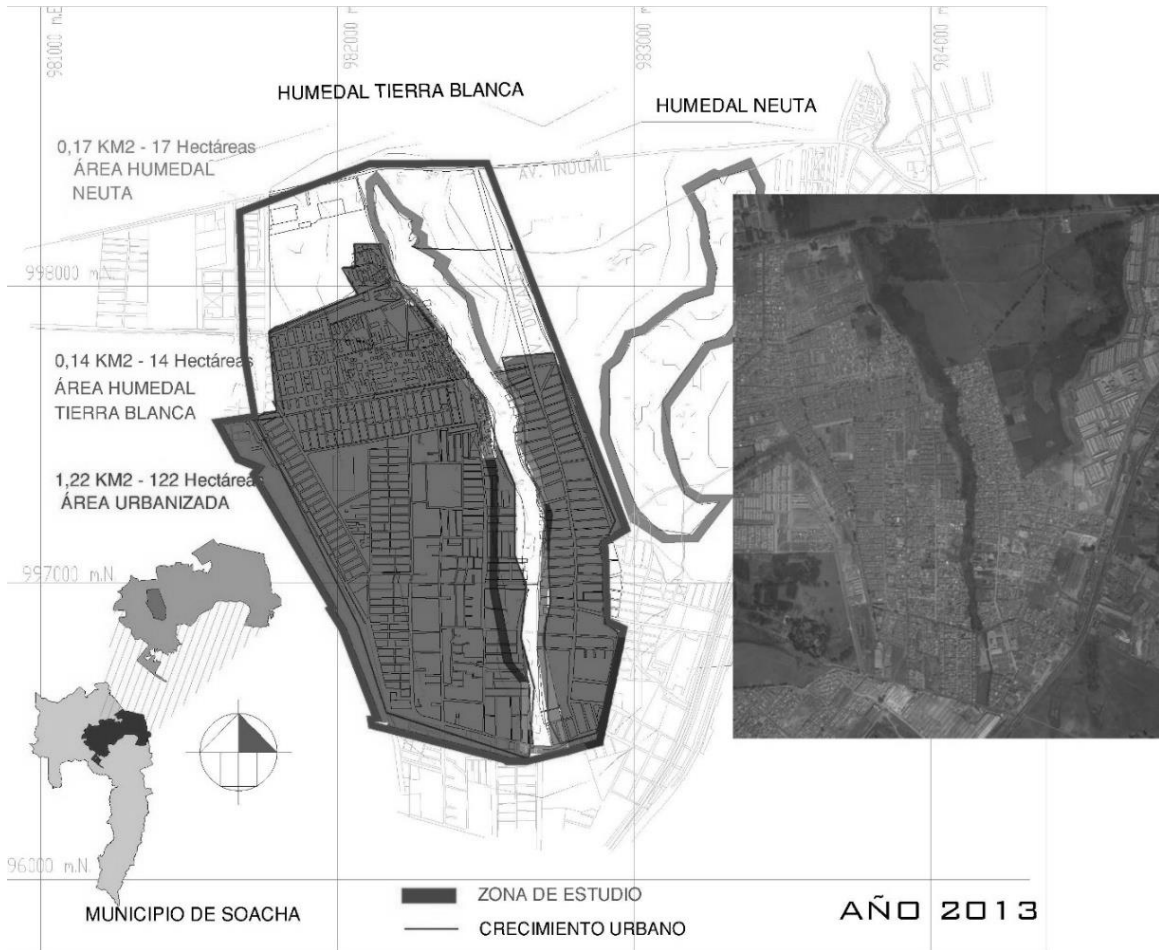 981000 m.E
982000 m.
983000 m.
984000 m.
HUMEDAL TIERRA BLANCA
HUMEDAL NEUTA
0,17 KM2 - 17 Hectáreas
ÁREA HUMEDAL
NEUTA
AV. INDUMIL
998000 m.N.
0,14 KM2 - 14 Hectáreas
ÁREA HUMEDAL
TIERRA BLANCA
1,22 KM2 - 122 Hectáreas
ÁREA URBANIZADA
997000 m.N.
96000 m.N.
MUNICIPIO DE SOACHA
ZONA DE ESTUDIO
CRECIMIENTO URBANO
AÑO 2013